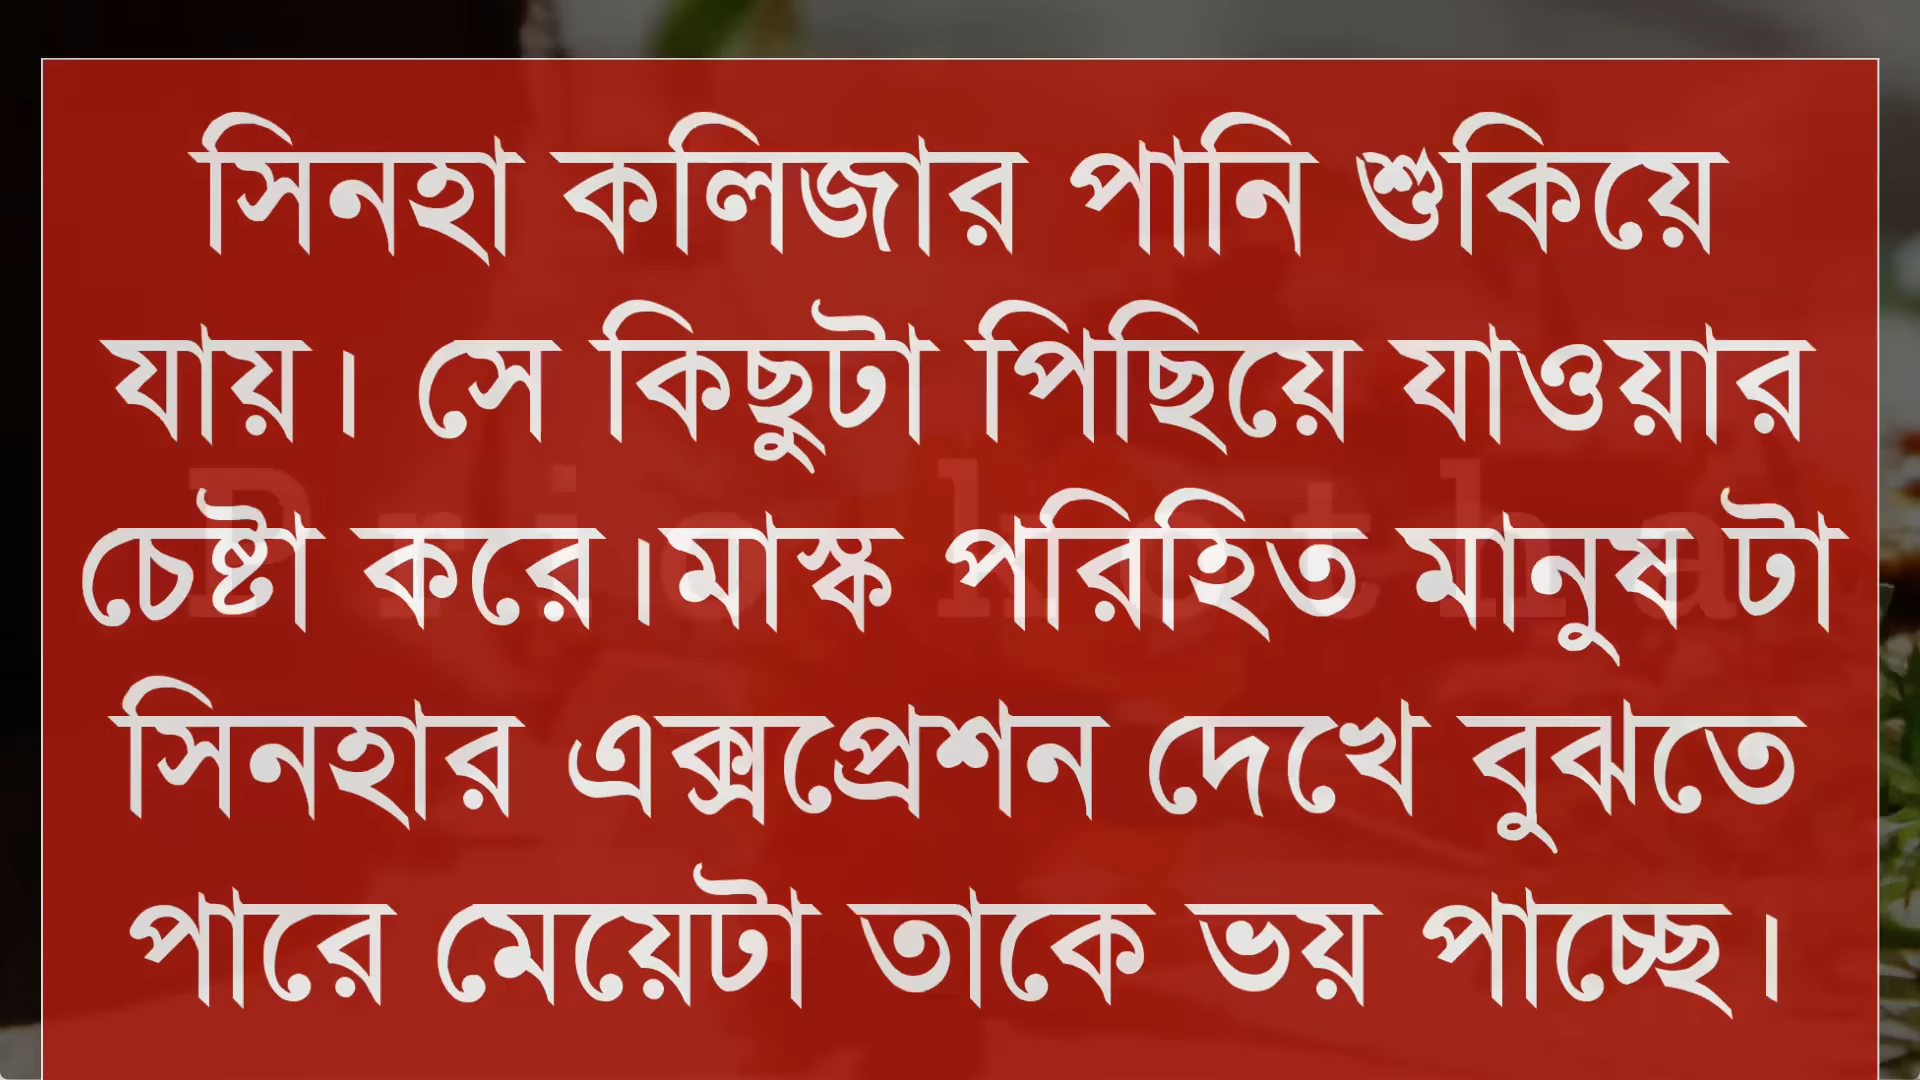 সিনহা কলিজার পানি শুকিয়ে
যায়। সে কিছুটা পিছিয়ে যাওয়ার
চেষ্টা করে।মাস্ক পরিহিত মানুষ টা
সিনহার এক্সপ্রেশন দেখে বুঝতে
পারে মেয়েটা তাকে ভয় পাচ্ছে।